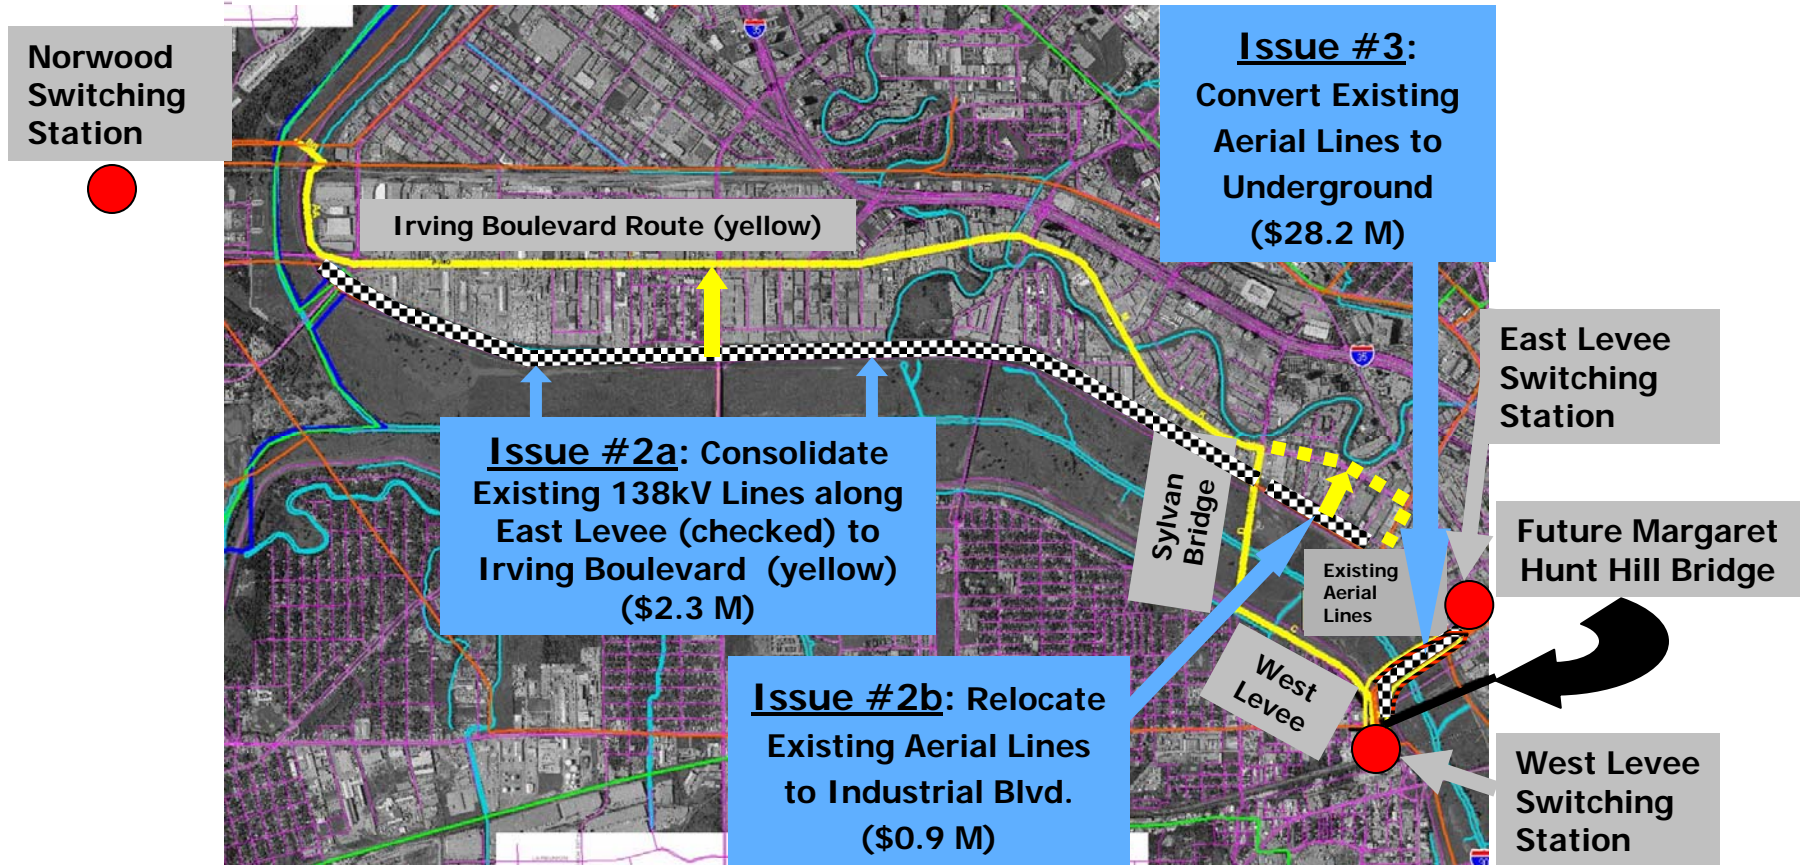 Norwood
Switching
Station
35
Issue #3:
Convert Existing
Aerial Lines to
Underground
($28.2 M)
Irving Boulevard Route (yellow)
East Levee
Switching
Station
35
Issue #2a: Consolidate
Existing 138kV Lines along
East Levee (checked) to
Irving Boulevard (yellow)
($2.3 M)
Sylvan
Bridge
Existing
Aerial
Lines
Future Margaret
Hunt Hill Bridge
West
Levee
Issue #2b: Relocate
Existing Aerial Lines
to Industrial Blvd.
($0.9 M)
West Levee
Switching
Station